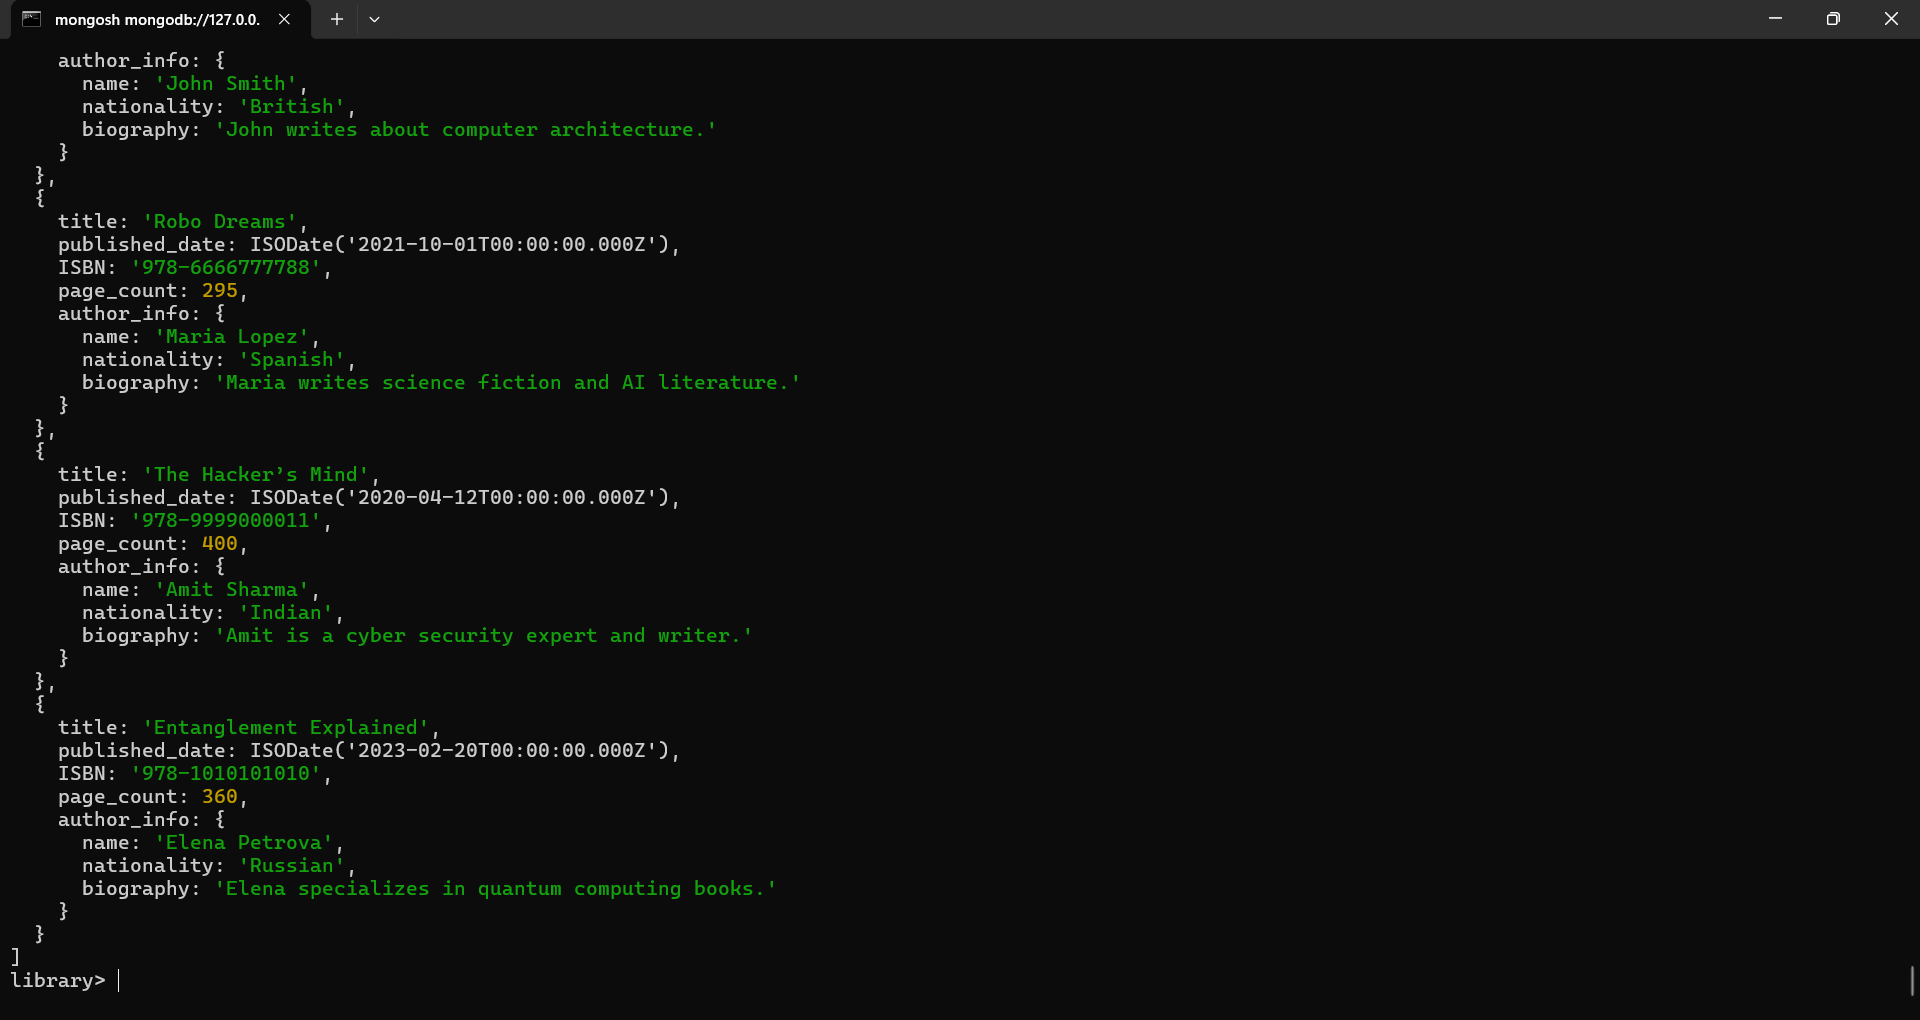 mongosh mongodb://127.0.0.
    author_info: {
      name: 'John Smith',
      nationality: 'British',
      biography: 'John writes about computer architecture.'
    }
  },
  {
    title: 'Robo Dreams',
    published_date: ISODate('2021-10-01T00:00:00.000Z'),
    ISBN: '978-6666777788',
    page_count: 295,
    author_info: {
      name: 'Maria Lopez',
      nationality: 'Spanish',
      biography: 'Maria writes science fiction and AI literature.'
    }
  },
  {
    title: 'The Hacker’s Mind',
    published_date: ISODate('2020-04-12T00:00:00.000Z'),
    ISBN: '978-9999000011',
    page_count: 400,
    author_info: {
      name: 'Amit Sharma',
      nationality: 'Indian',
      biography: 'Amit is a cyber security expert and writer.'
    }
  },
  {
    title: 'Entanglement Explained',
    published_date: ISODate('2023-02-20T00:00:00.000Z'),
    ISBN: '978-1010101010',
    page_count: 360,
    author_info: {
      name: 'Elena Petrova',
      nationality: 'Russian',
      biography: 'Elena specializes in quantum computing books.'
    }
  }
]
library>